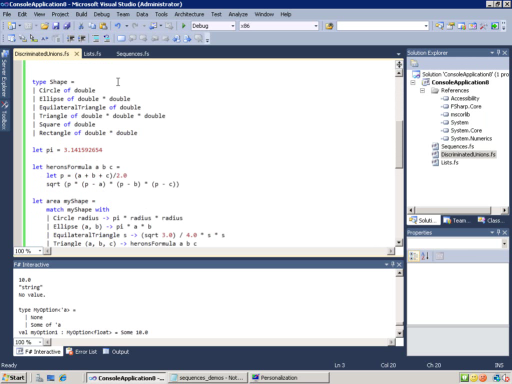 ConsoleApplication8 - Microsoft Visual Studio (Administrator)
File Edit View Project Build Debug Team Data Tools Architecture Test Analyze Window Help
Debug x86
DiscriminatedUnions.fs Lists.fs Sequences.fs
Server Explorer
Toolbox
type Shape =
| Circle of double
| Ellipse of double * double
| EquilateralTriangle of double
| Triangle of double * double * double
| Square of double
| Rectangle of double * double
let pi = 3.141592654
let heronsFormula a b c =
let p = (a + b + c)/2.0
sqrt (p * (p - a) * (p - b) * (p - c))
let area myShape =
match myShape with
| Circle radius -> pi * radius * radius
| Ellipse (a, b) -> pi * a * b
| EquilateralTriangle s -> (sqrt 3.0) / 4.0 * s * s
| Triangle (a, b, c) -> heronsFormula a b c
100 %
F# Interactive
10.0
"string"
No value.
type MyOption<'a> =
| None
| Some of 'a
val myOption1 : MyOption<float> = Some 10.0
100 %
F# Interactive Error List Output
Solution Explorer
Solution 'ConsoleApplication8' (1 pro
ConsoleApplication8
References
Accessibility
FSharp.Core
mscorlib
System
System.Core
System.Numerics
Sequences.fs
DiscriminatedUnions.fs
Lists.fs
Soluti... Team... Class...
Properties
Ready Ln 3 Col 20 Ch 20 INS
Start ConsoleApplication8 -... sequences_demos - Not... Personalization